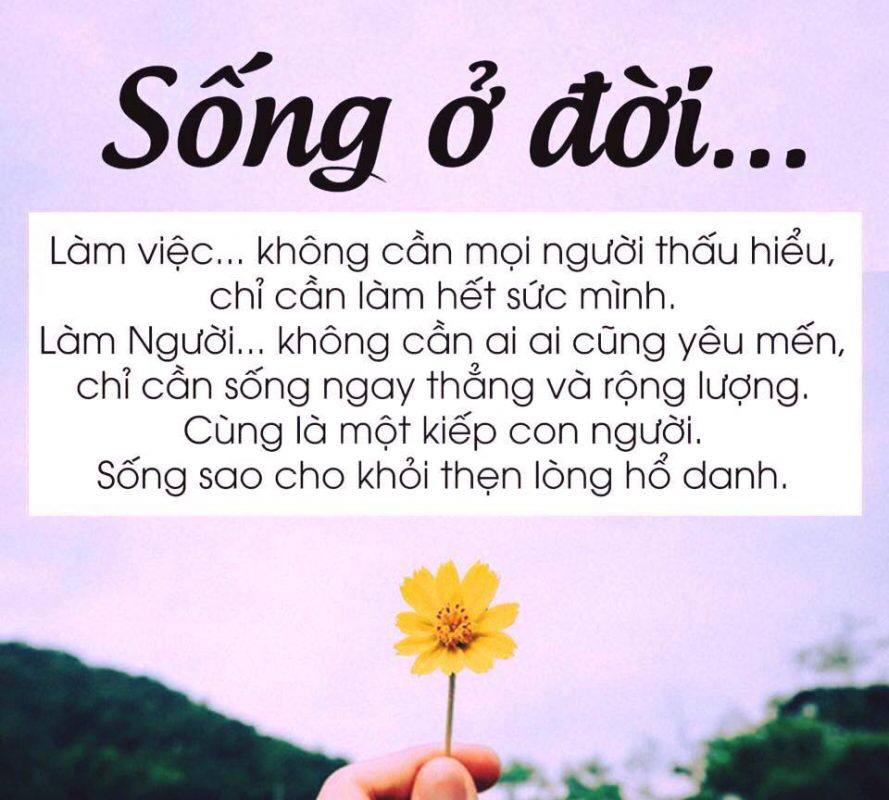 Sống ở đời...
Làm việc... không cần mọi người thấu hiểu,
chỉ cần làm hết sức mình.
Làm Người... không cần ai ai cũng yêu mến,
chỉ cần sống ngay thẳng và rộng lượng.
Cùng là một kiếp con người.
Sống sao cho khỏi thẹn lòng hổ danh.